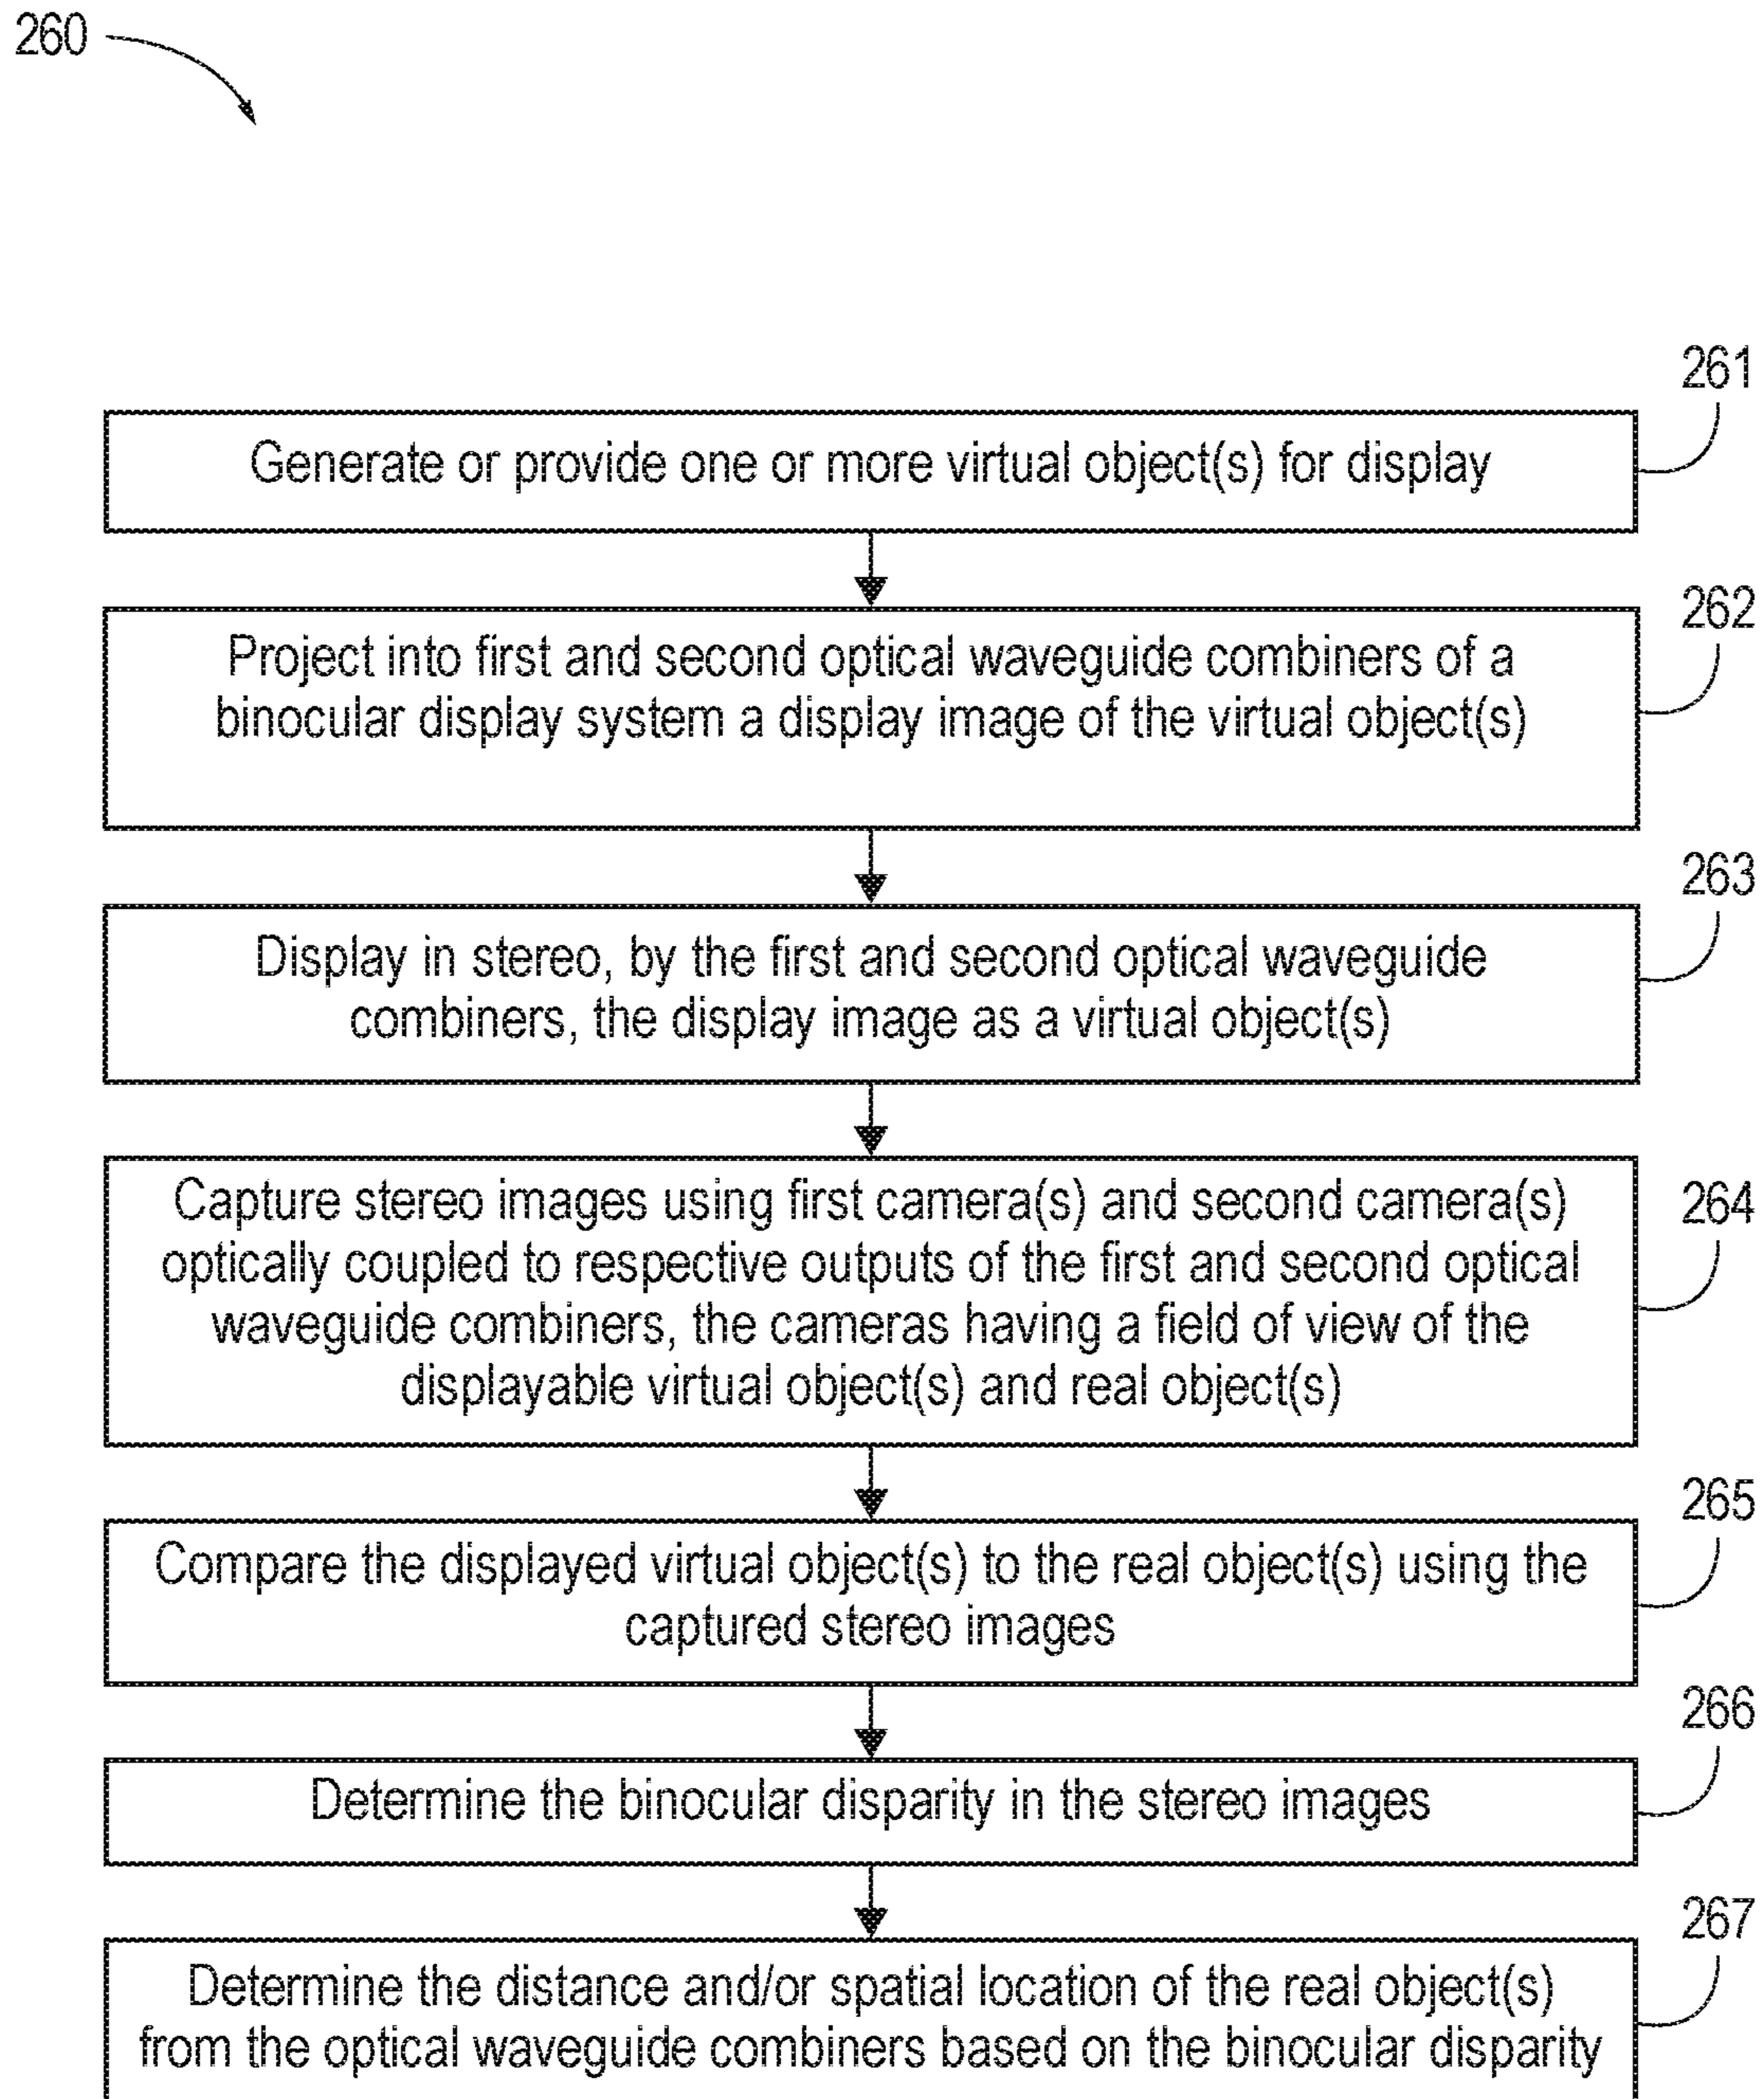 260
261
Generate or provide one or more virtual object(s) for display
262
Project into first and second optical waveguide combiners of a
binocular display system a display image of the virtual object(s)
263
Display in stereo, by the first and second optical waveguide
combiners, the display image as a virtual object(s)
264
Capture stereo images using first camera(s) and second camera(s)
optically coupled to respective outputs of the first and second optical
waveguide combiners, the cameras having a field of view of the
displayable virtual object(s) and real object(s)
265
Compare the displayed virtual object(s) to the real object(s) using the
captured stereo images
266
Determine the binocular disparity in the stereo images
267
Determine the distance and/or spatial location of the real object(s)
from the optical waveguide combiners based on the binocular disparity